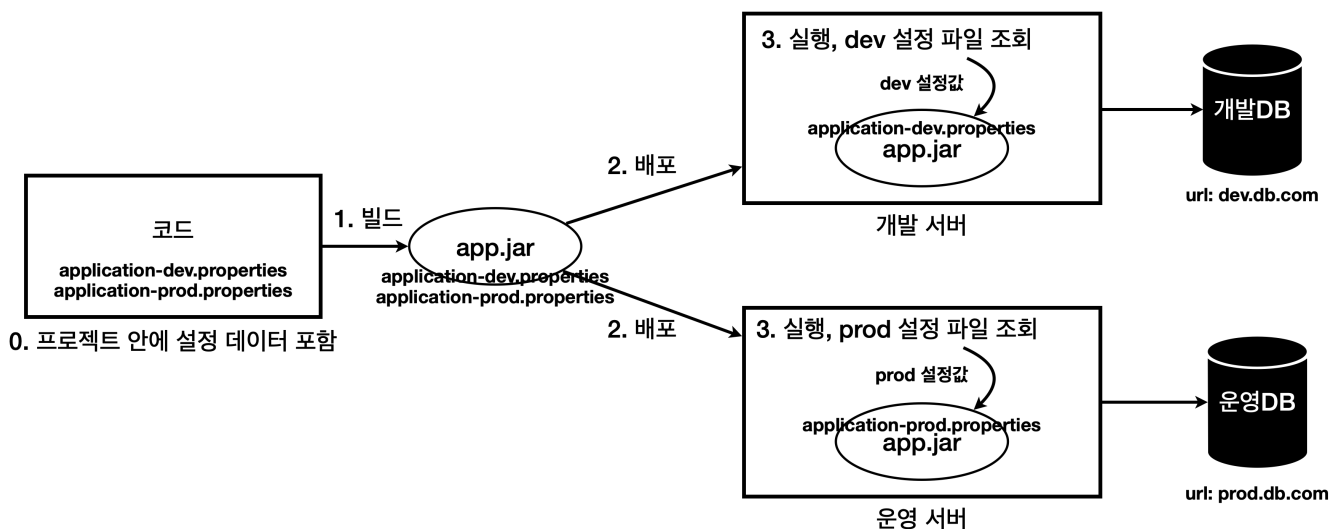 코드
application-dev.properties
application-prod.properties
0. 프로젝트 안에 설정 데이터 포함
1. 빌드
app.jar
application-dev.properties
application-prod.properties
2. 배포
3. 실행, dev 설정 파일 조회
dev 설정값
application-dev.properties
app.jar
개발 서버
개발DB
url: dev.db.com
2. 배포
3. 실행, prod 설정 파일 조회
prod 설정값
application-prod.properties
app.jar
운영 서버
운영DB
url: prod.db.com